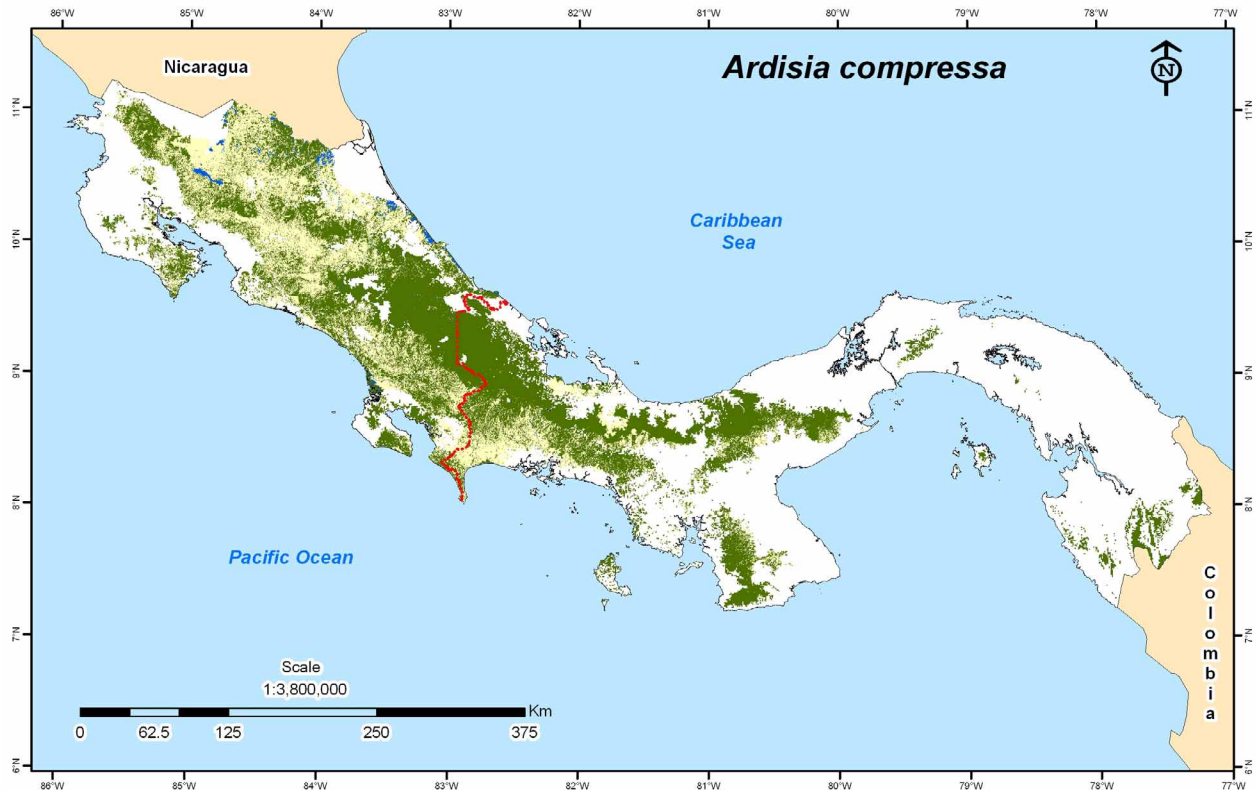 86°W 85°W 84°W 83°W 82°W 81°W 80°W 79°W 78°W 77°W
Nicaragua
Ardisia compressa
N
11°N 11°N
Caribbean
Sea
10°N 10°N
9°N 9°N
8°N 8°N
Pacific Ocean
Colombia
7°N 7°N
Scale
1:3,800,000
Km
0 62.5 125 250 375
6°N 6°N
86°W 85°W 84°W 83°W 82°W 81°W 80°W 79°W 78°W 77°W